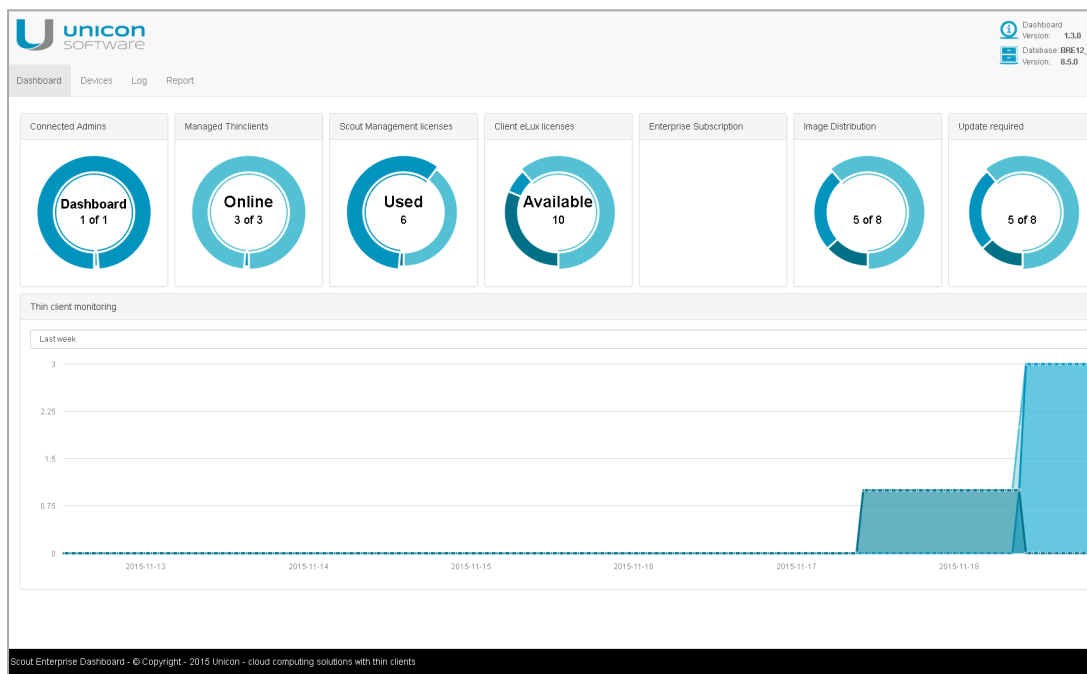 unicon
SOFTWARE
Dashboard
Version: 1.3.0
Database: BRE12_
Version: 8.5.0
Dashboard Devices Log Report
Connected Admins
Managed Thinclients
Scout Management licenses
Client eLux licenses
Enterprise Subscription
Image Distribution
Update required
Dashboard
1 of 1
Online
3 of 3
Used
6
Available
10
5 of 8
5 of 8
Thin client monitoring
Last week
3
2.25
1.5
0.75
0
2015-11-13 2015-11-14 2015-11-15 2015-11-16 2015-11-17 2015-11-18
Scout Enterprise Dashboard - © Copyright - 2015 Unicon - cloud computing solutions with thin clients